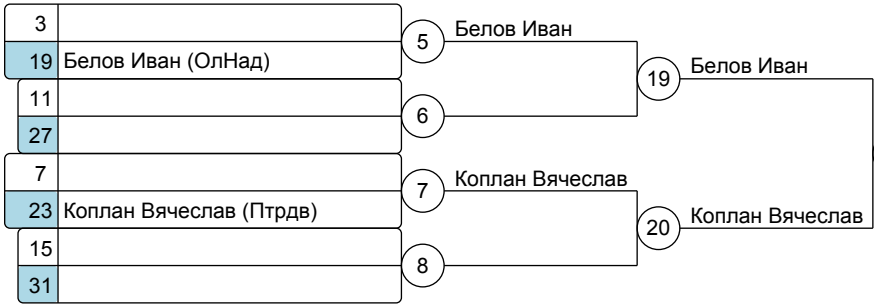 3
19 Белов Иван (ОлНад)
11
27
7
23 Коплан Вячеслав (Птрдв)
15
31
5 Белов Иван
6
7 Коплан Вячеслав
8
19 Белов Иван
20 Коплан Вячеслав